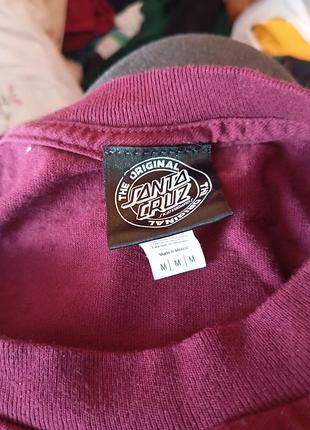 THE ORIGINAL
SANTA
CRUZ
THE ORIGINAL
Made in Mexico
M M M